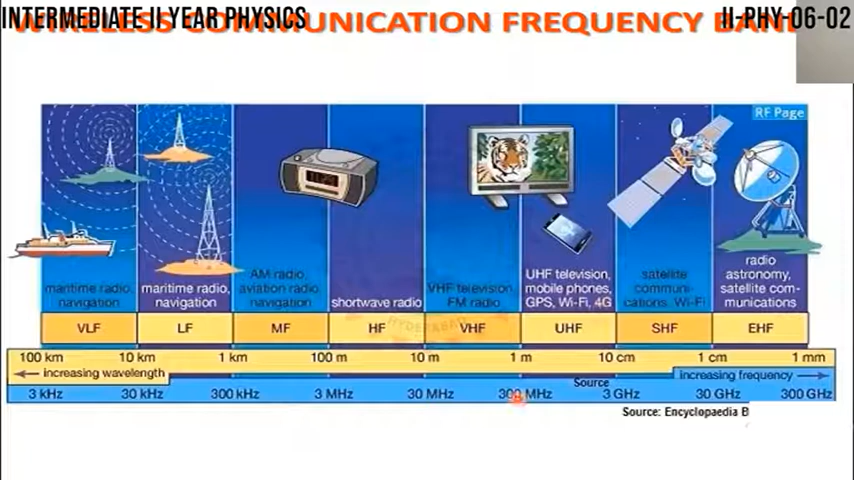 INTERMEDIATE II YEAR PHYSICS
II-PHY-06-02
WIRELESS COMMUNICATION FREQUENCY BAND
RF Page
maritime radio,
navigation
maritime radio,
navigation
AM radio,
aviation radio
navigation
shortwave radio
VHF television
FM radio
UHF television,
mobile phones,
GPS, Wi-Fi, 4G
satellite
communi-
cations, Wi-Fi
radio
astronomy,
satellite com-
munications
VLF LF MF HF VHF UHF SHF EHF
HYDERABAD
100 km 10 km 1 km 100 m 10 m 1 m 10 cm 1 cm 1 mm
increasing wavelength
increasing frequency
Source
3 kHz 30 kHz 300 kHz 3 MHz 30 MHz 300 MHz 3 GHz 30 GHz 300 GHz
Source: Encyclopaedia B